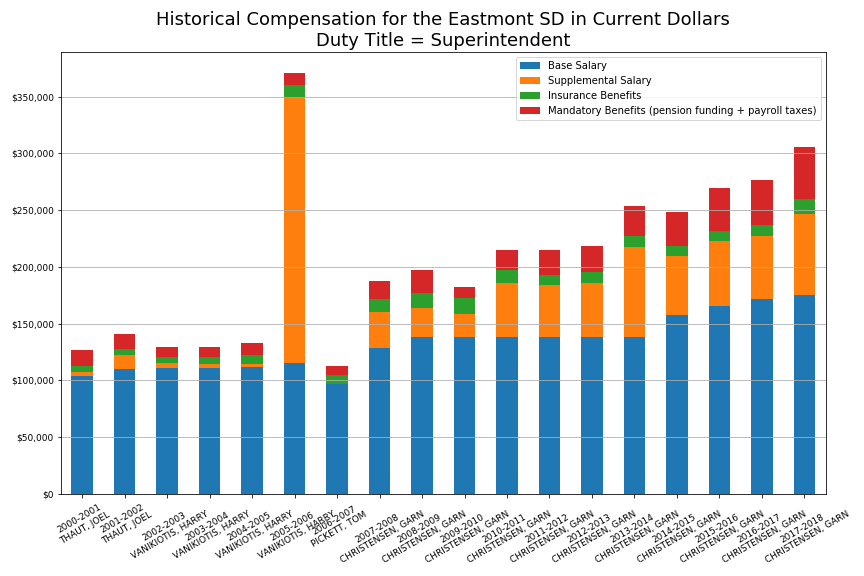 Historical Compensation for the Eastmont SD in Current Dollars
Duty Title = Superintendent
Base Salary
Supplemental Salary
Insurance Benefits
Mandatory Benefits (pension funding + payroll taxes)
$350,000
$300,000
$250,000
$200,000
$150,000
$100,000
$50,000
$0
2000-2001
THAUT, JOEL
2001-2002
THAUT, JOEL
2002-2003
VANIKIOTIS, HARRY
2003-2004
VANIKIOTIS, HARRY
2004-2005
VANIKIOTIS, HARRY
2005-2006
VANIKIOTIS, HARRY
2006-2007
PICKETT, TOM
2007-2008
CHRISTENSEN, GARN
2008-2009
CHRISTENSEN, GARN
2009-2010
CHRISTENSEN, GARN
2010-2011
CHRISTENSEN, GARN
2011-2012
CHRISTENSEN, GARN
2012-2013
CHRISTENSEN, GARN
2013-2014
CHRISTENSEN, GARN
2014-2015
CHRISTENSEN, GARN
2015-2016
CHRISTENSEN, GARN
2016-2017
CHRISTENSEN, GARN
2017-2018
CHRISTENSEN, GARN